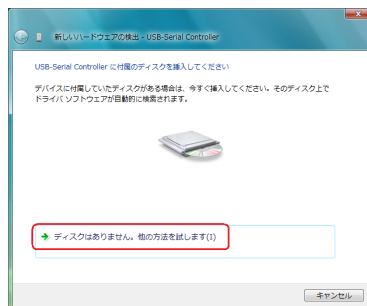 新しいハードウェアの検出 - USB-Serial Controller
USB-Serial Controller に付属のディスクを挿入してください
デバイスに付属していたディスクがある場合は、今すぐ挿入してください。そのディスク上で
ドライバ ソフトウェアが自動的に検索されます。
ディスクはありません。他の方法を試します(I)
キャンセル